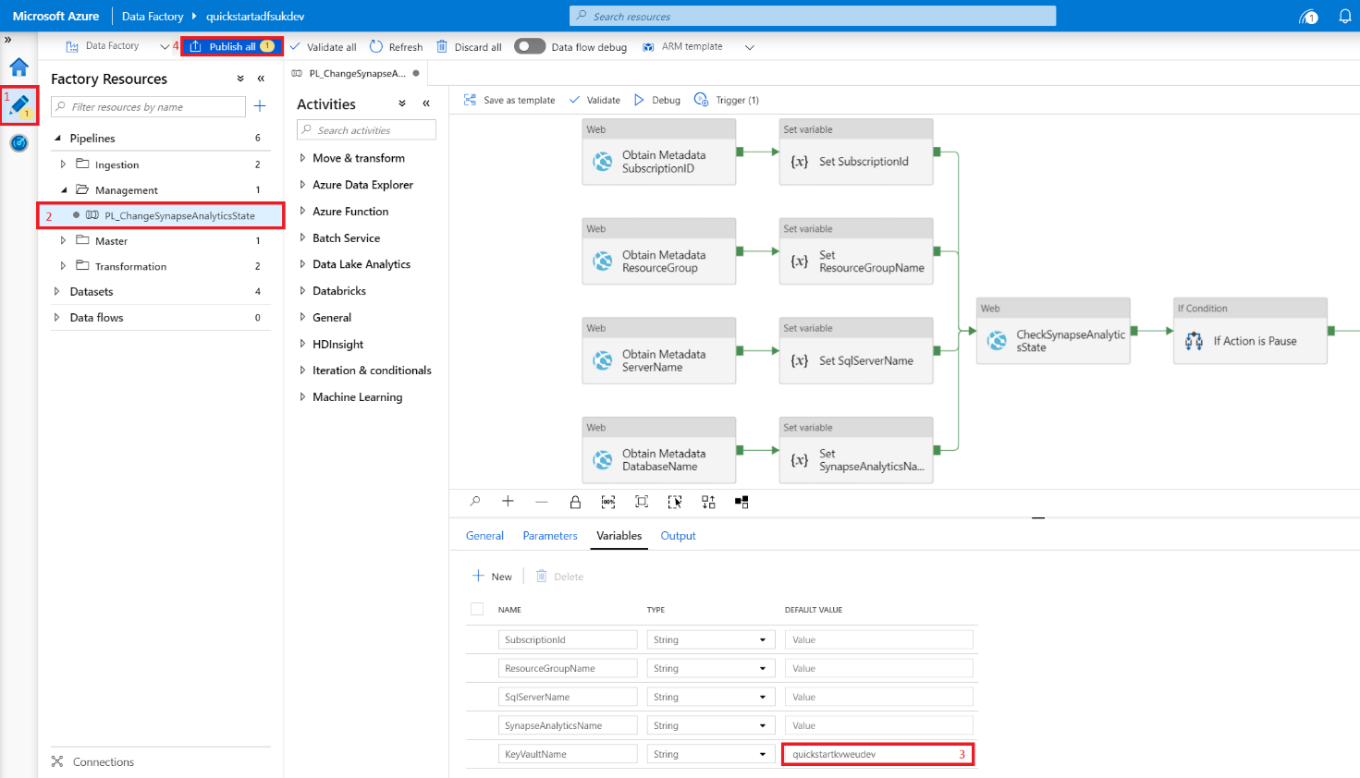 Microsoft Azure
Data Factory
quickstartadfsukdev
Search resources
1
»
Data Factory
4
Publish all
1
Validate all
Refresh
Discard all
Data flow debug
ARM template
1
1
Factory Resources
«
Filter resources by name
Pipelines 6
Ingestion 2
Management 1
2 PL_ChangeSynapseAnalyticsState
Master 1
Transformation 2
Datasets 4
Data flows 0
Connections
PL_ChangeSynapseA...
Activities
«
Search activities
Move & transform
Azure Data Explorer
Azure Function
Batch Service
Data Lake Analytics
Databricks
General
HDInsight
Iteration & conditionals
Machine Learning
Save as template
Validate
Debug
Trigger (1)
Web
Obtain Metadata
SubscriptionID
Set variable
{x} Set SubscriptionId
Web
Obtain Metadata
ResourceGroup
Set variable
{x} Set
ResourceGroupName
Web
Obtain Metadata
ServerName
Set variable
{x} Set SqlServerName
Web
Obtain Metadata
DatabaseName
Set variable
{x} Set
SynapseAnalyticsNa...
Web
CheckSynapseAnalytic
sState
If Condition
If Action is Pause
100%
General
Parameters
Variables
Output
New
Delete
NAME TYPE DEFAULT VALUE
SubscriptionId String Value
ResourceGroupName String Value
SqlServerName String Value
SynapseAnalyticsName String Value
KeyVaultName String quickstartkvweudev 3